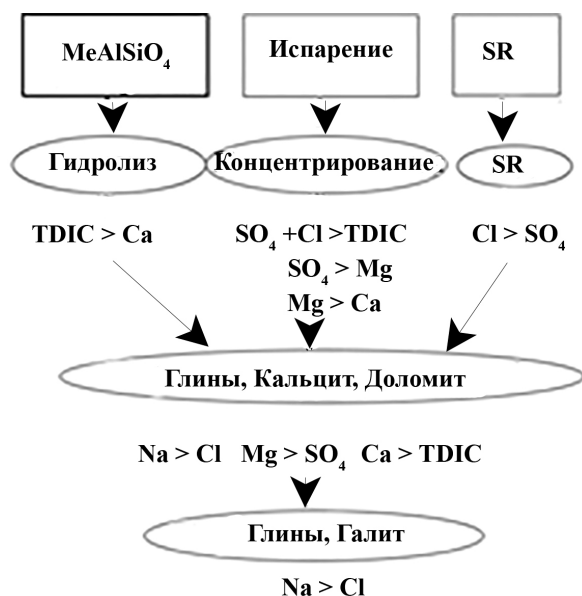 MeAlSiO4 Испарение SR
Гидролиз Концентрирование SR
TDIC > Ca SO4 +Cl >TDIC Cl > SO4
SO4 > Mg
Mg > Ca
Глины, Кальцит, Доломит
Na > Cl Mg > SO4 Ca > TDIC
Глины, Галит
Na > Cl